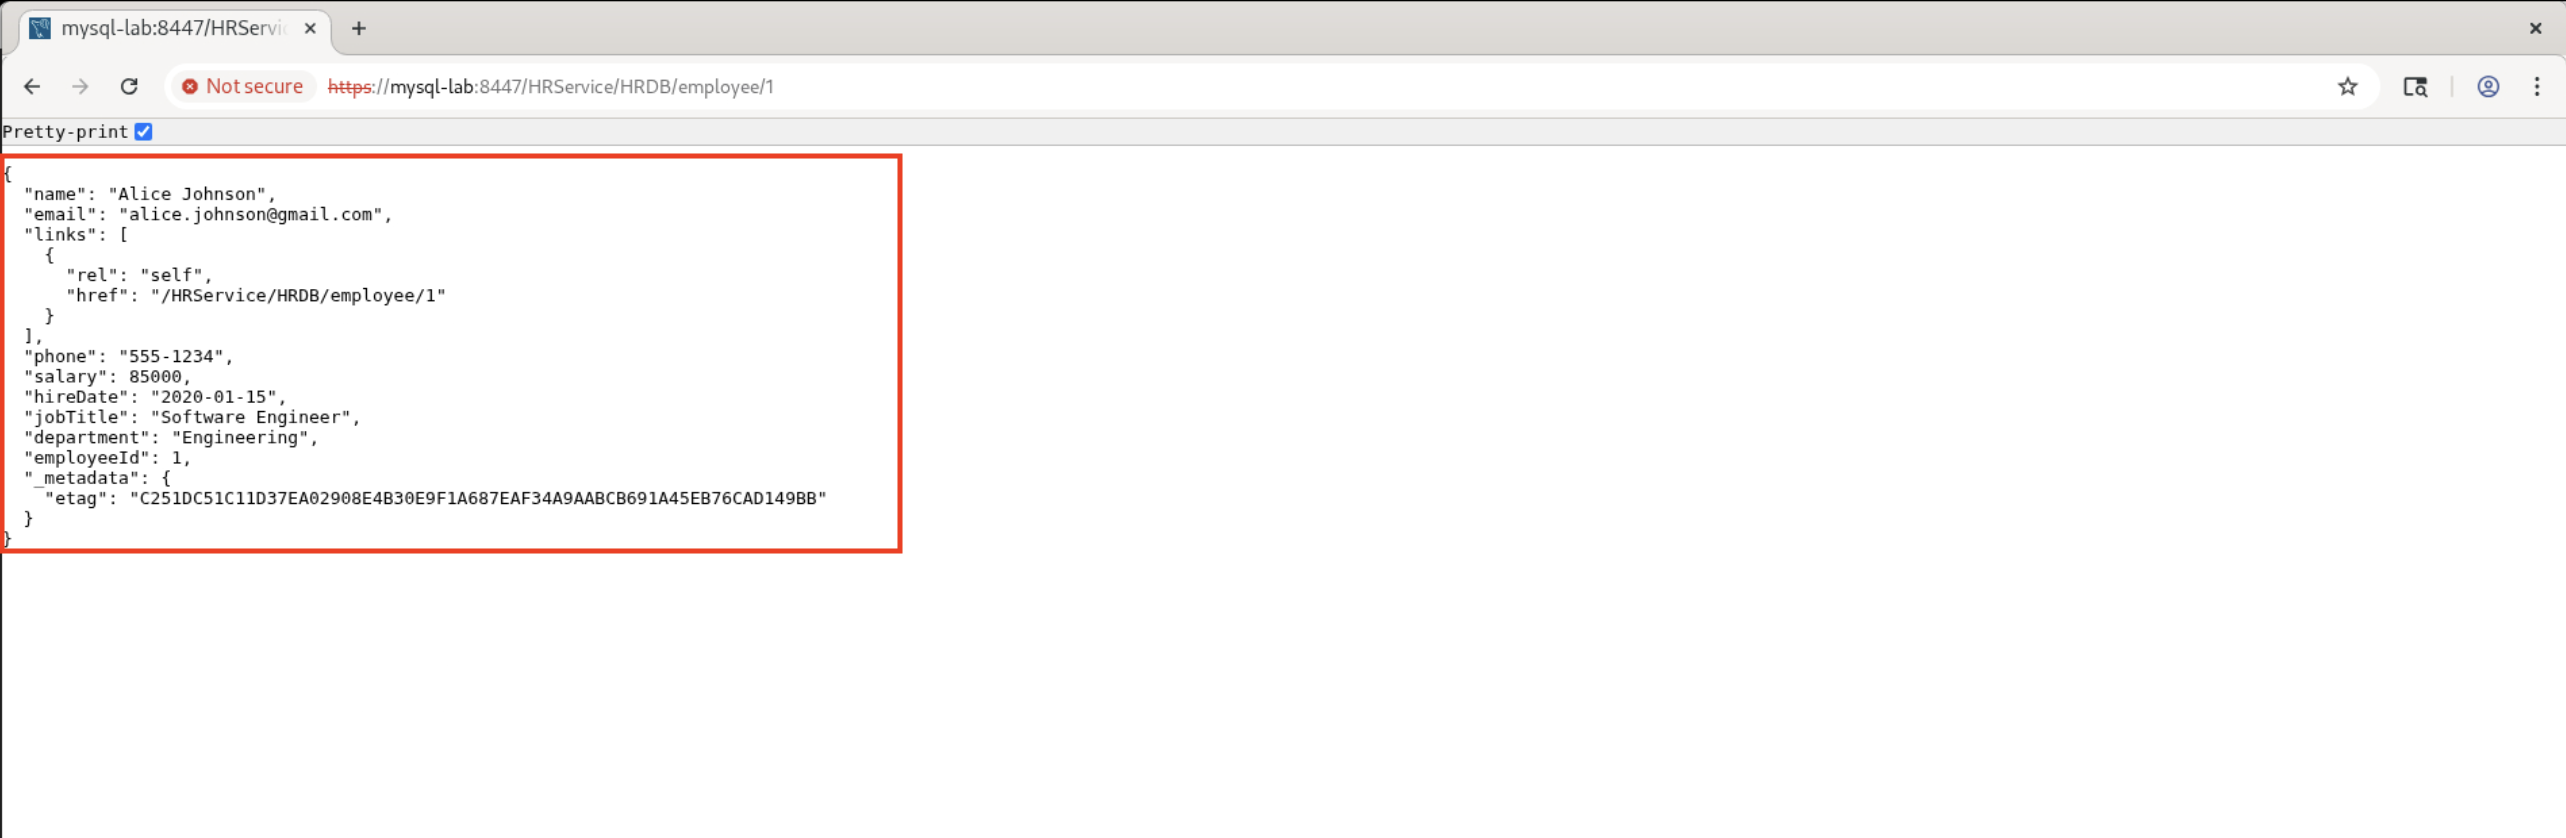 mysql-lab:8447/HRServi
Not secure https://mysql-lab:8447/HRService/HRDB/employee/1
Pretty-print
{
  "name": "Alice Johnson",
  "email": "alice.johnson@gmail.com",
  "links": [
    {
      "rel": "self",
      "href": "/HRService/HRDB/employee/1"
    }
  ],
  "phone": "555-1234",
  "salary": 85000,
  "hireDate": "2020-01-15",
  "jobTitle": "Software Engineer",
  "department": "Engineering",
  "employeeId": 1,
  "_metadata": {
    "etag": "C251DC51C11D37EA02908E4B30E9F1A687EAF34A9AABCB691A45EB76CAD149BB"
  }
}